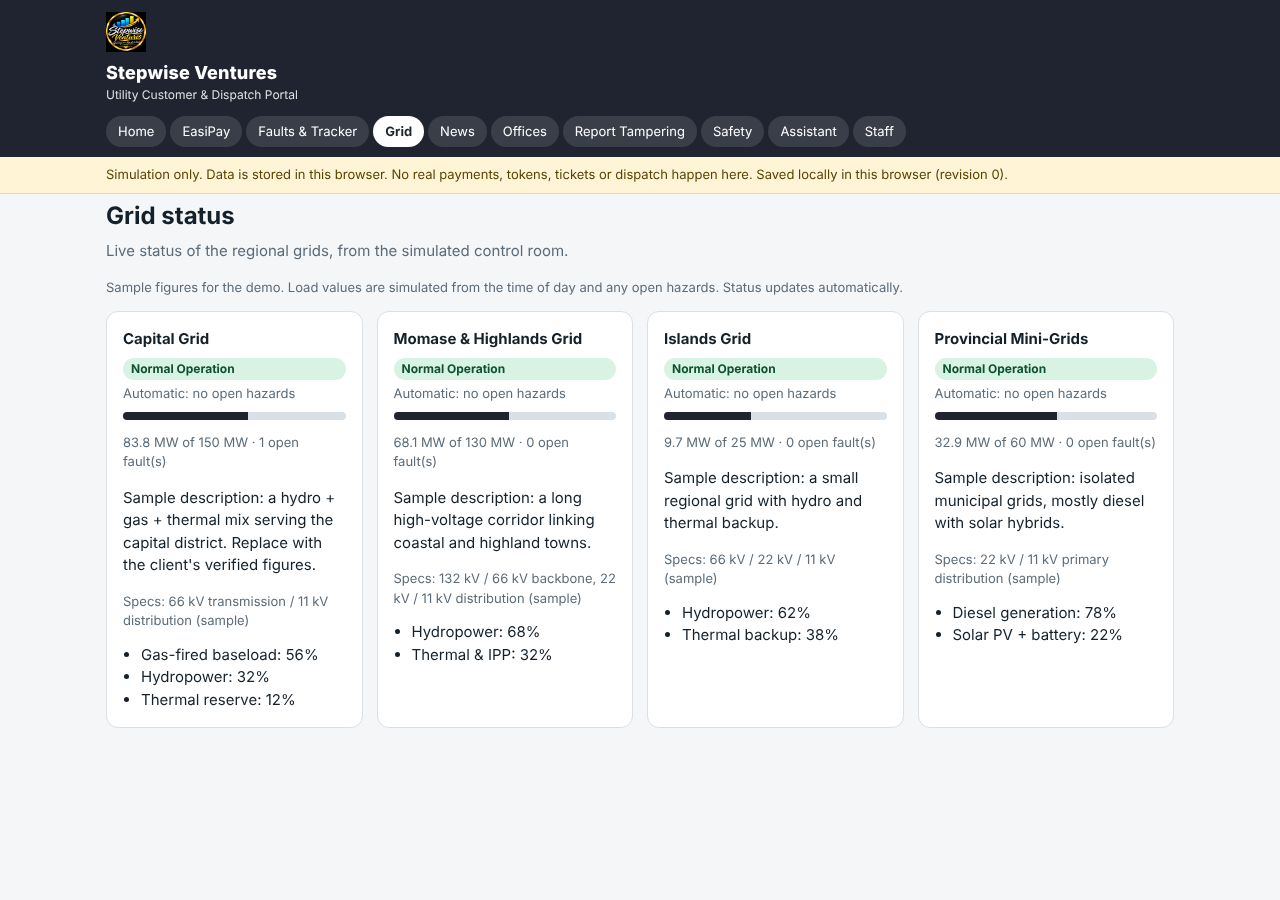 Stepwise
Ventures
Stepwise Ventures
Utility Customer & Dispatch Portal
Home
EasiPay
Faults & Tracker
Grid
News
Offices
Report Tampering
Safety
Assistant
Staff
Simulation only. Data is stored in this browser. No real payments, tokens, tickets or dispatch happen here. Saved locally in this browser (revision 0).
Grid status
Live status of the regional grids, from the simulated control room.
Sample figures for the demo. Load values are simulated from the time of day and any open hazards. Status updates automatically.
Capital Grid
Normal Operation
Automatic: no open hazards
83.8 MW of 150 MW · 1 open
fault(s)
Sample description: a hydro +
gas + thermal mix serving the
capital district. Replace with
the client's verified figures.
Specs: 66 kV transmission / 11 kV
distribution (sample)
• Gas-fired baseload: 56%
• Hydropower: 32%
• Thermal reserve: 12%
Momase & Highlands Grid
Normal Operation
Automatic: no open hazards
68.1 MW of 130 MW · 0 open
fault(s)
Sample description: a long
high-voltage corridor linking
coastal and highland towns.
Specs: 132 kV / 66 kV backbone, 22
kV / 11 kV distribution (sample)
• Hydropower: 68%
• Thermal & IPP: 32%
Islands Grid
Normal Operation
Automatic: no open hazards
9.7 MW of 25 MW · 0 open fault(s)
Sample description: a small
regional grid with hydro and
thermal backup.
Specs: 66 kV / 22 kV / 11 kV
(sample)
• Hydropower: 62%
• Thermal backup: 38%
Provincial Mini-Grids
Normal Operation
Automatic: no open hazards
32.9 MW of 60 MW · 0 open fault(s)
Sample description: isolated
municipal grids, mostly diesel
with solar hybrids.
Specs: 22 kV / 11 kV primary
distribution (sample)
• Diesel generation: 78%
• Solar PV + battery: 22%